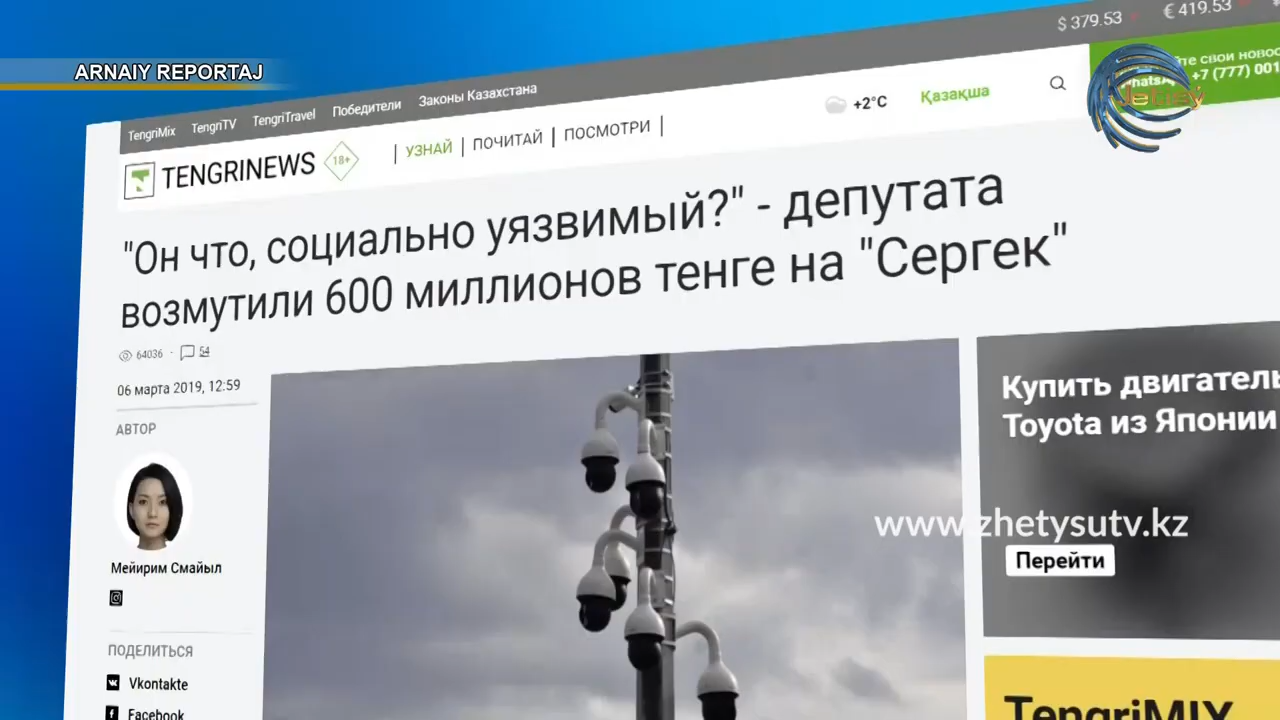 $ 379.53 € 419.53
ARNAIY REPORTAJ
TengriMix TengriTV TengriTravel Победители Законы Казахстана
+7 (777) 001
+2°C Қазақша
TENGRINEWS 18+ | УЗНАЙ | ПОЧИТАЙ | ПОСМОТРИ |
"Он что, социально уязвимый?" - депутата
возмутили 600 миллионов тенге на "Сергек"
64036 · 54
06 марта 2019, 12:59
АВТОР
Мейирим Смайыл
ПОДЕЛИТЬСЯ
Vkontakte
Facebook
Купить двигатель
Toyota из Японии
www.zhetysutv.kz
Перейти
TengriMIX